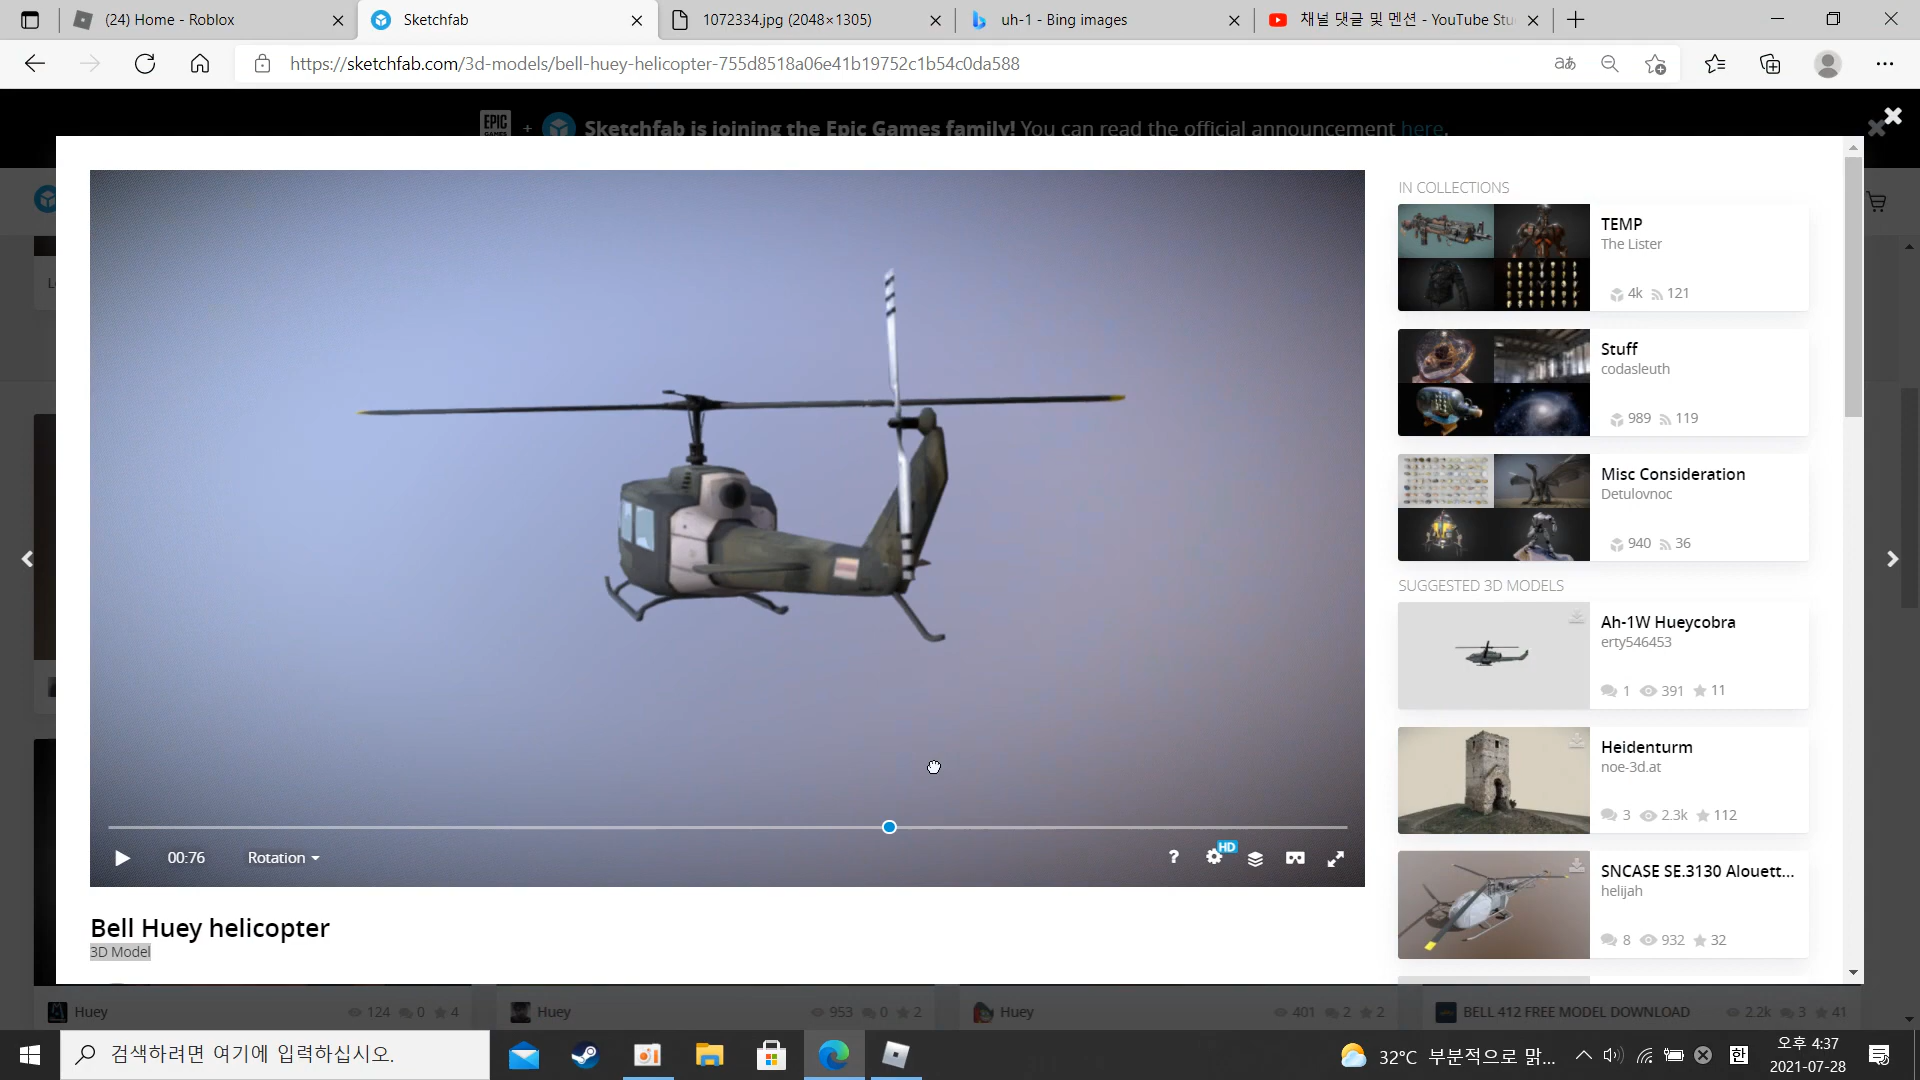 (24) Home - Roblox
Sketchfab
1072334.jpg (2048×1305)
uh-1 - Bing images
채널 댓글 및 멘션 - YouTube Stu
https://sketchfab.com/3d-models/bell-huey-helicopter-755d8518a06e41b19752c1b54c0da588
aあ
EPIC GAMES + Sketchfab is joining the Epic Games family! You can read the official announcement here.
IN COLLECTIONS
TEMP
The Lister
4k 121
Stuff
codasleuth
989 119
Misc Consideration
Detulovnoc
940 36
SUGGESTED 3D MODELS
Ah-1W Hueycobra
erty546453
1 391 11
Heidenturm
noe-3d.at
3 2.3k 112
SNCASE SE.3130 Alouett...
helijah
8 932 32
00:76 Rotation
? HD
Bell Huey helicopter
3D Model
Huey 124 0 4
Huey 953 0 2
Huey 401 2 2
BELL 412 FREE MODEL DOWNLOAD 2.2k 3 41
검색하려면 여기에 입력하십시오.
32°C 부분적으로 맑...
한
오후 4:37
2021-07-28